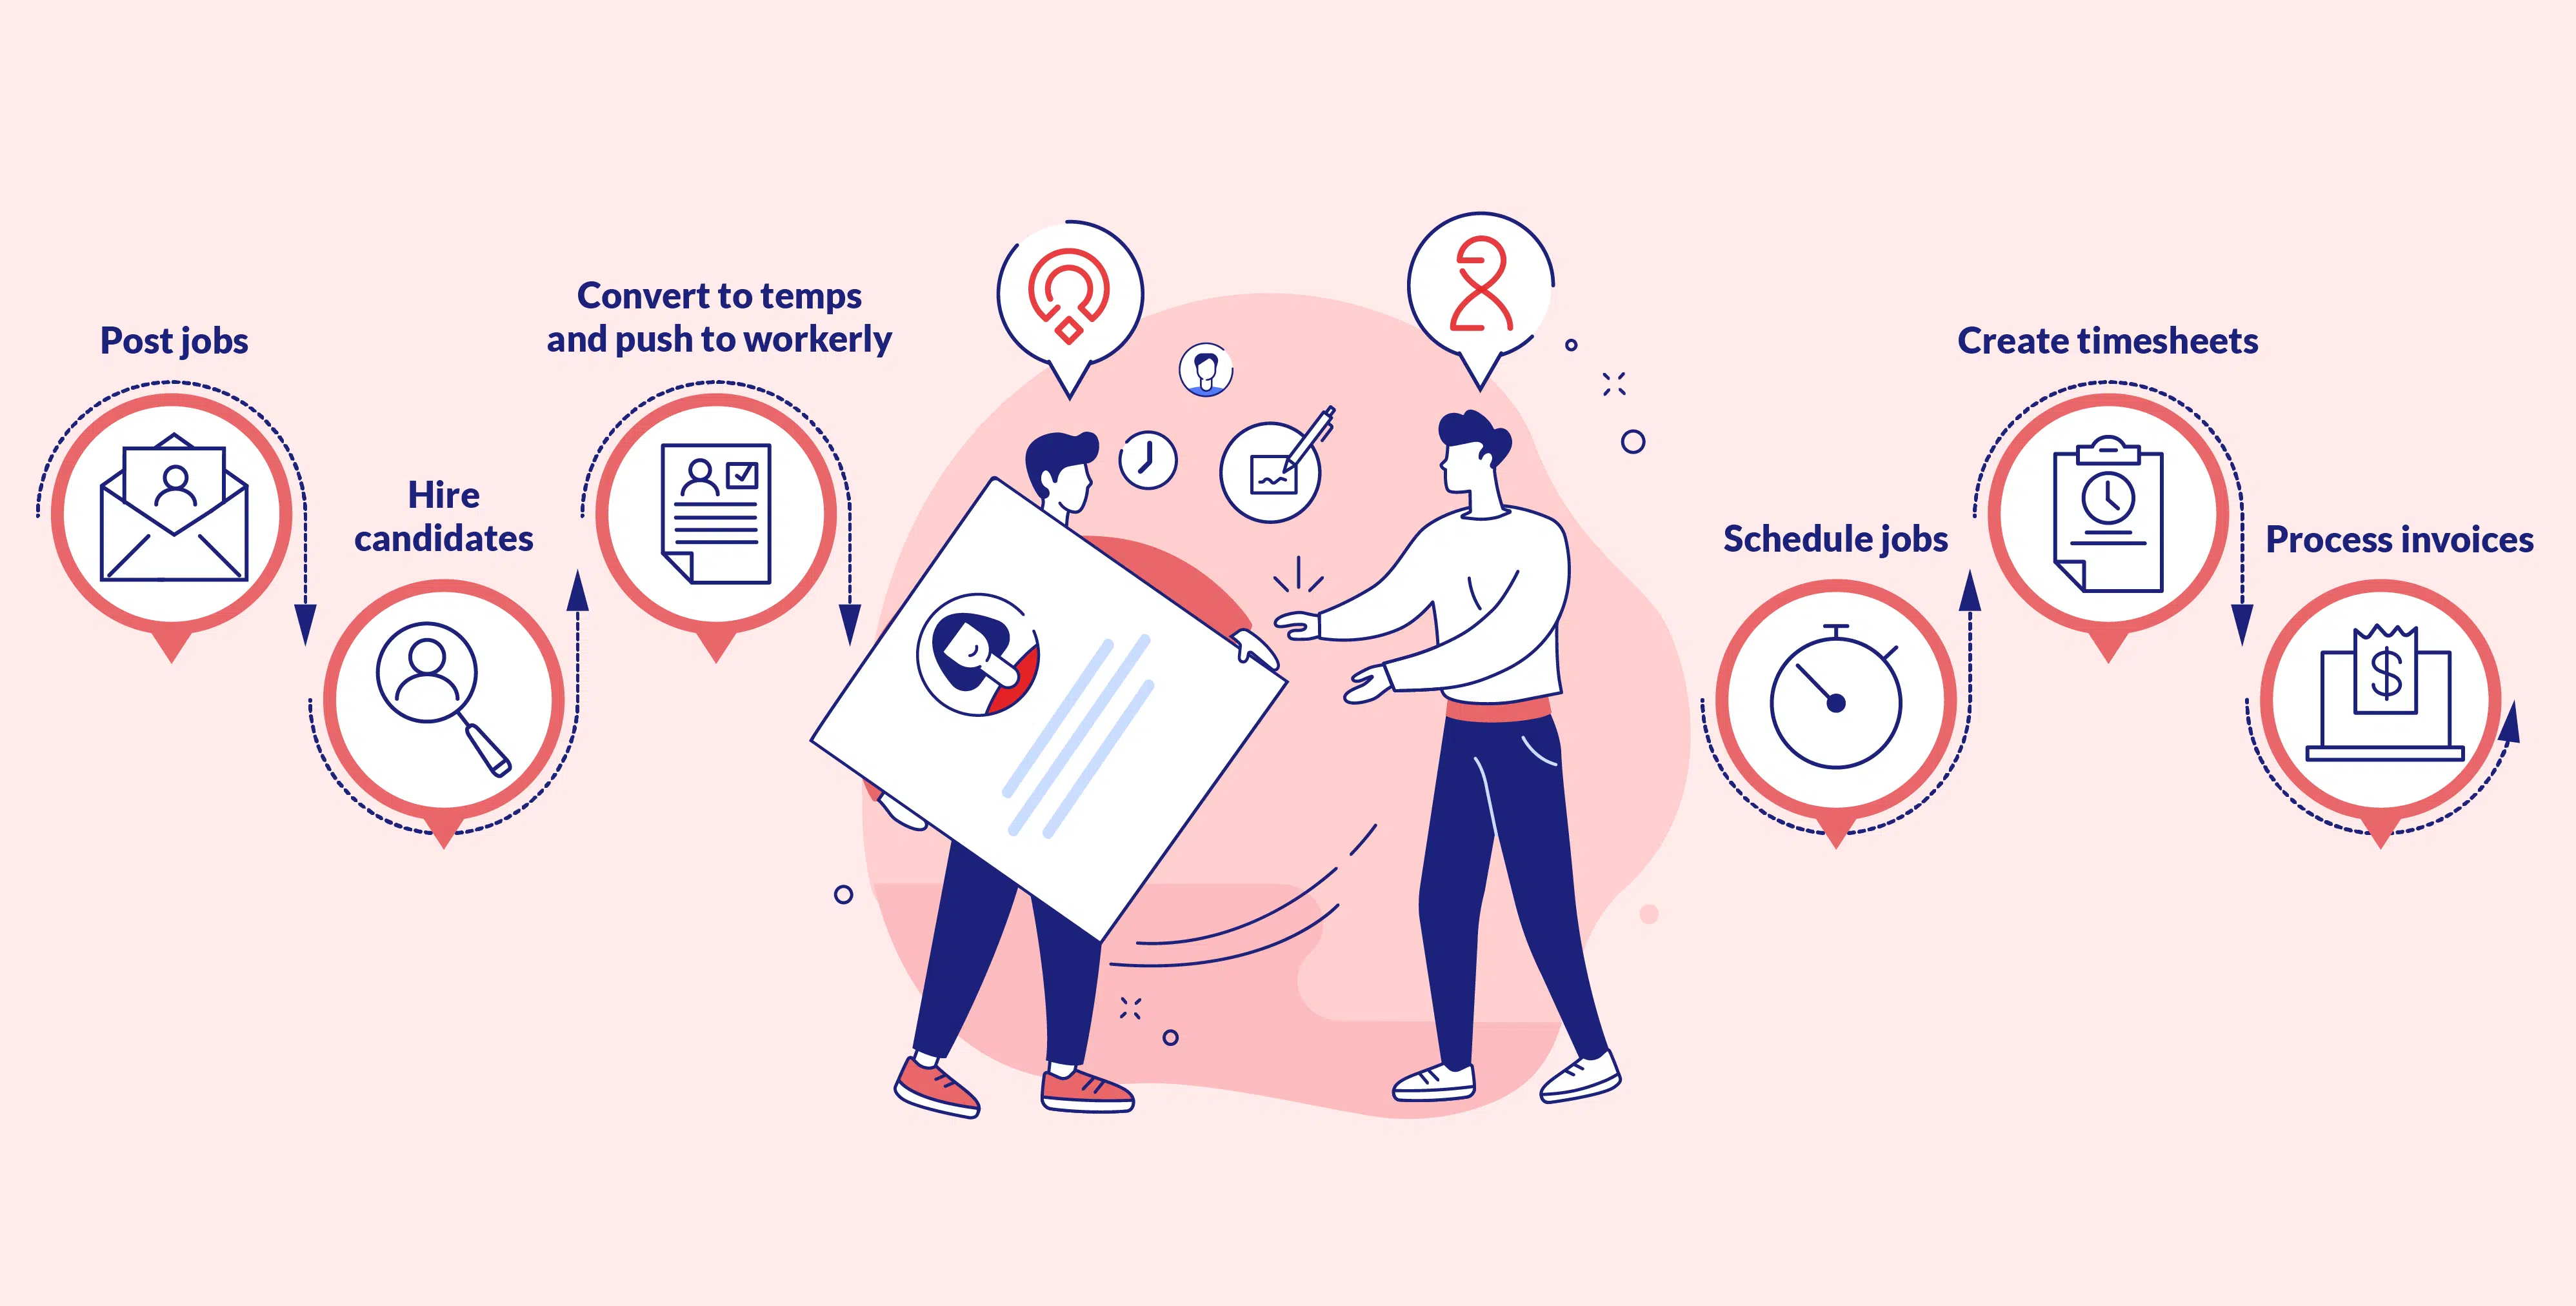 Post jobs
Hire
candidates
Convert to temps
and push to workerly
Schedule jobs
Create timesheets
Process invoices
$